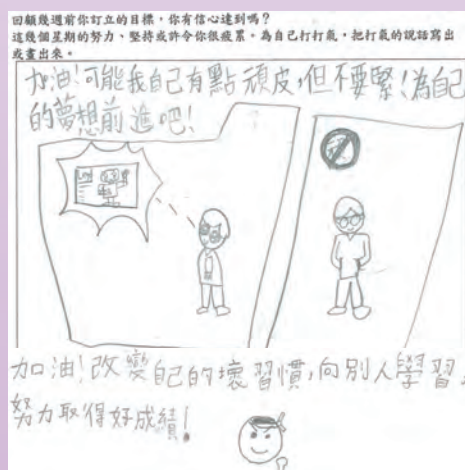 回顧幾週前你訂立的目標，你有信心達到嗎？
這幾個星期的努力、堅持或許令你很疲累。為自己打打氣，把打氣的說話寫出
或畫出來。
加油！可能我自己有點頑皮，但不要緊！為自己
的夢想前進吧！
加油！改變自己的壞習慣，向別人學習，
努力取得好成績！